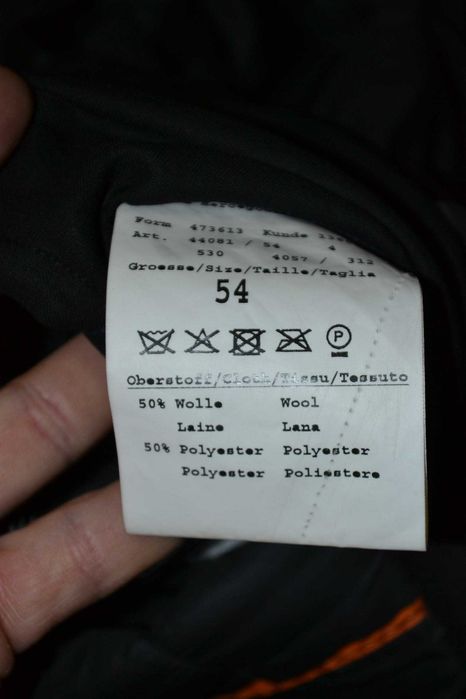 Form 473613 Kunde
Art. 44081 / 54 4
530 4057 / 312
Groesse/Size/Taille/Taglia
54
P
Oberstoff/Cloth/Tissu/Tessuto
50% Wolle Wool
Laine Lana
50% Polyester Polyester
Polyester Poliestere